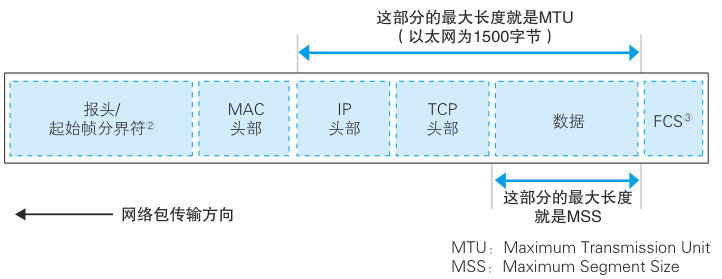 这部分的最大长度就是MTU
（以太网为1500字节）
报头/
起始帧分界符②
MAC
头部
IP
头部
TCP
头部
数据
FCS③
这部分的最大长度
就是MSS
网络包传输方向
MTU：Maximum Transmission Unit
MSS：Maximum Segment Size